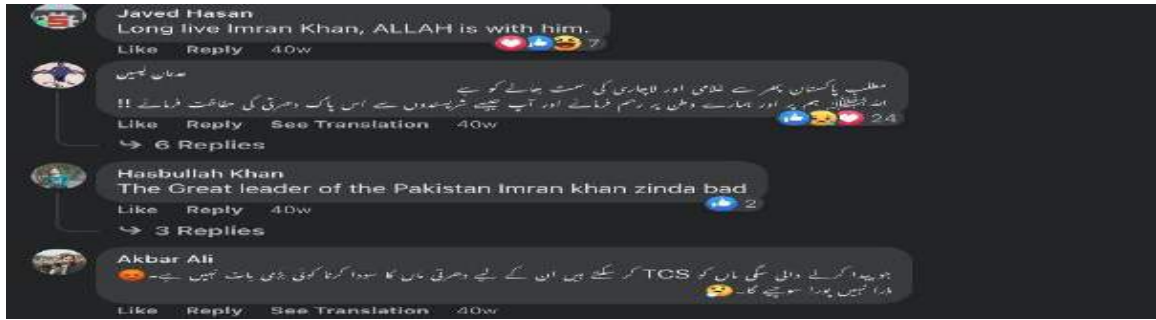 Javed Hasan
Long live Imran Khan, ALLAH is with him.
7
Like Reply 40w
عدنان یٰسین
مطلب پاکستان پھر سے غلامی اور لاچاری کی سمت جانے کو ہے
اللہ ہم پر اور ہمارے وطن پہ رحم فرمائے اور آپ جیسے شرپسندوں سے اس پاک دھرتی کی حفاظت فرمائے !!
24
Like Reply See Translation 40w
6 Replies
Hasbullah Khan
The Great leader of the Pakistan Imran khan zinda bad
2
Like Reply 40w
3 Replies
Akbar Ali
جو پیدا کرنے والی سگی ماں کو TCS کر سکتے ہیں ان کے لیے دھرتی ماں کا سودا کرنا کوئی بڑی بات نہیں ہے۔ 😡
ذرا نہیں پورا سوچیے گا۔ 😢
Like Reply See Translation 40w